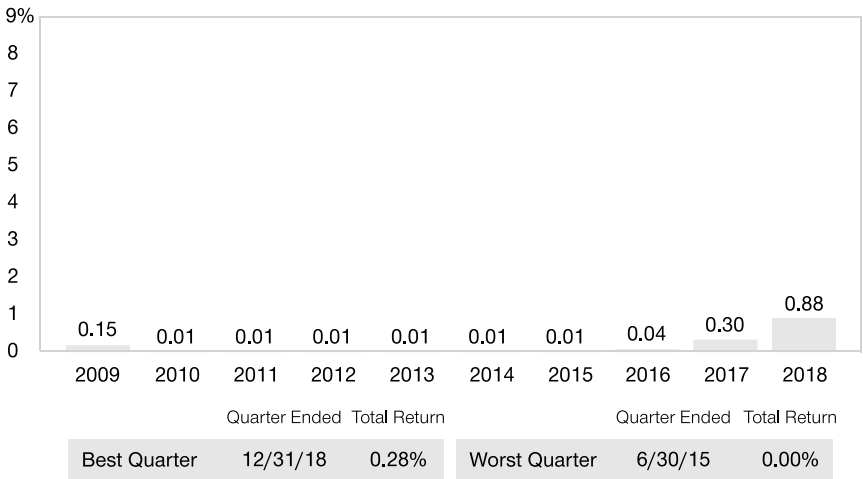 9%
8
7
6
5
4
3
2
1
0
0.15 0.01 0.01 0.01 0.01 0.01 0.01 0.04 0.30 0.88
2009 2010 2011 2012 2013 2014 2015 2016 2017 2018
Quarter Ended Total Return Quarter Ended Total Return
Best Quarter 12/31/18 0.28% Worst Quarter 6/30/15 0.00%